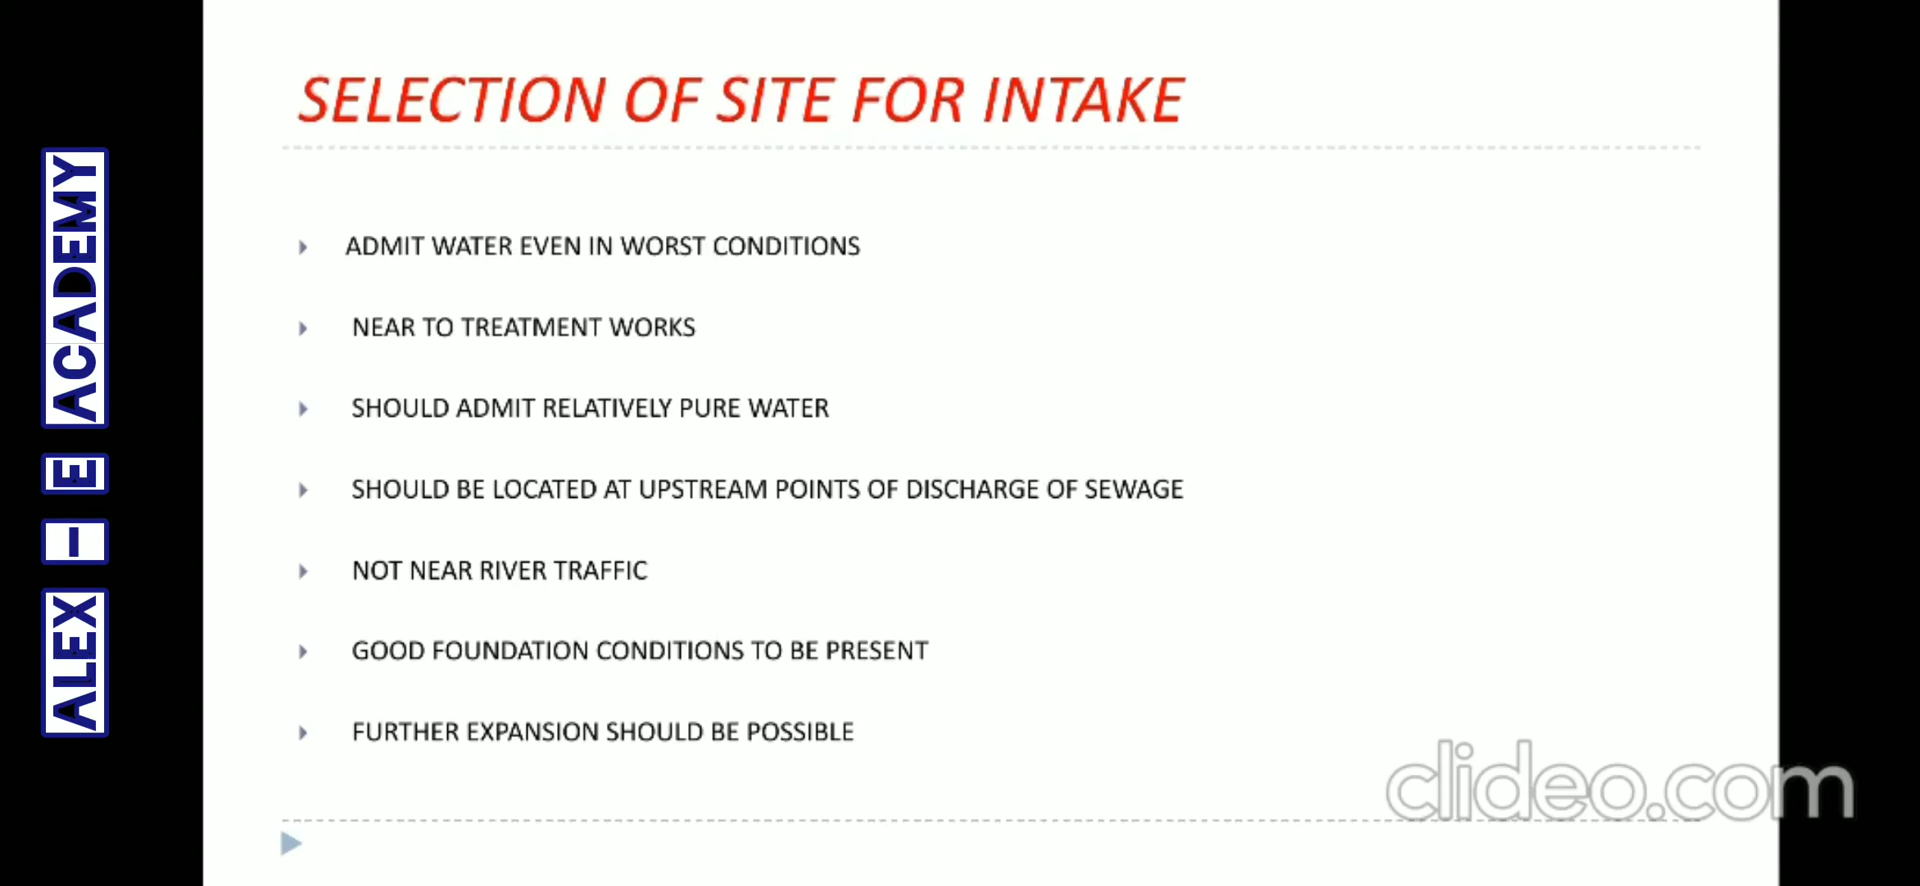 SELECTION OF SITE FOR INTAKE
ADMIT WATER EVEN IN WORST CONDITIONS
NEAR TO TREATMENT WORKS
SHOULD ADMIT RELATIVELY PURE WATER
SHOULD BE LOCATED AT UPSTREAM POINTS OF DISCHARGE OF SEWAGE
NOT NEAR RIVER TRAFFIC
GOOD FOUNDATION CONDITIONS TO BE PRESENT
FURTHER EXPANSION SHOULD BE POSSIBLE
ALEX - E ACADEMY
clideo.com